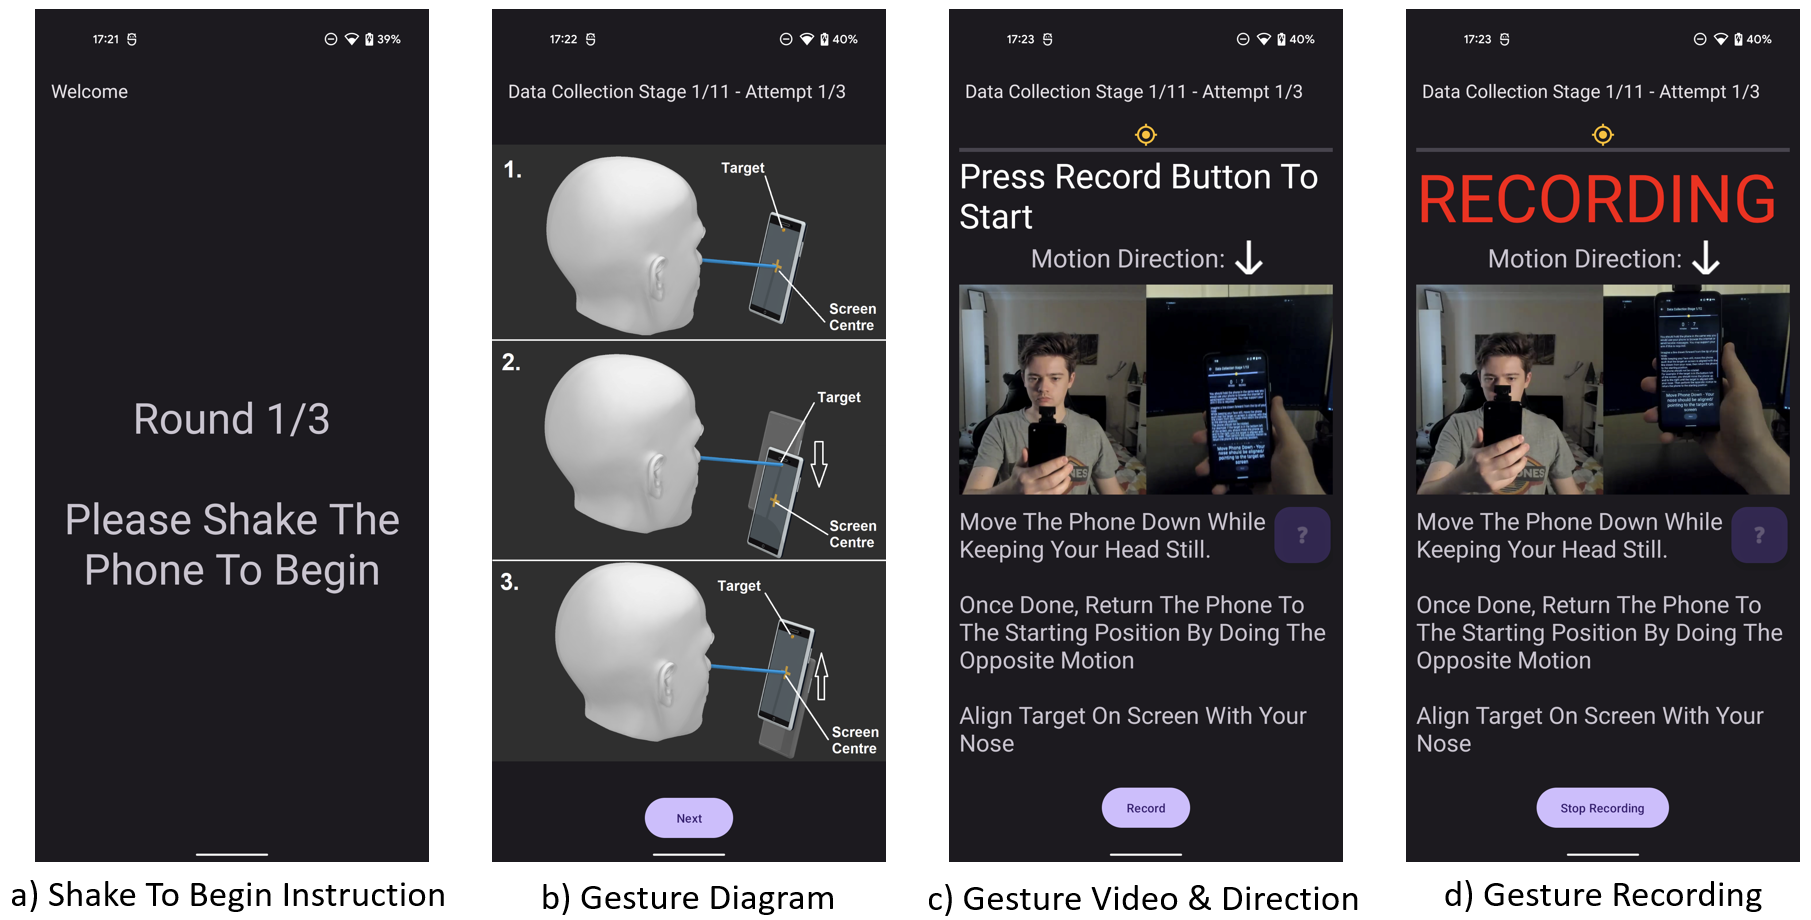 17:21
39%
Welcome
Round 1/3
Please Shake The
Phone To Begin
a) Shake To Begin Instruction
17:22
40%
Data Collection Stage 1/11 - Attempt 1/3
1.
Target
Screen
Centre
2.
Target
Screen
Centre
3.
Target
Screen
Centre
Next
b) Gesture Diagram
17:23
40%
Data Collection Stage 1/11 - Attempt 1/3
Press Record Button To
Start
Motion Direction:
Move The Phone Down While
Keeping Your Head Still.
?
Once Done, Return The Phone To
The Starting Position By Doing The
Opposite Motion
Align Target On Screen With Your
Nose
Record
c) Gesture Video & Direction
17:23
40%
Data Collection Stage 1/11 - Attempt 1/3
RECORDING
Motion Direction:
Move The Phone Down While
Keeping Your Head Still.
?
Once Done, Return The Phone To
The Starting Position By Doing The
Opposite Motion
Align Target On Screen With Your
Nose
Stop Recording
d) Gesture Recording